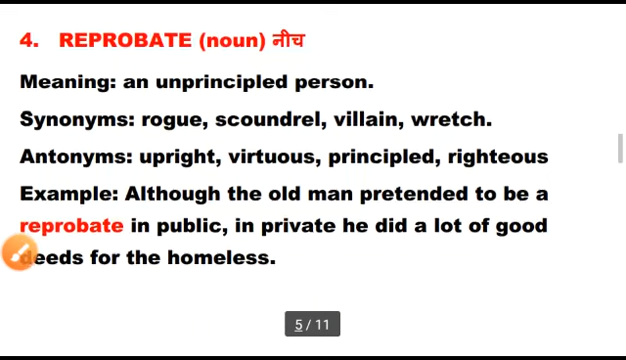 4. REPROBATE (noun) नीच
Meaning: an unprincipled person.
Synonyms: rogue, scoundrel, villain, wretch.
Antonyms: upright, virtuous, principled, righteous
Example: Although the old man pretended to be a
reprobate in public, in private he did a lot of good
deeds for the homeless.
5 / 11